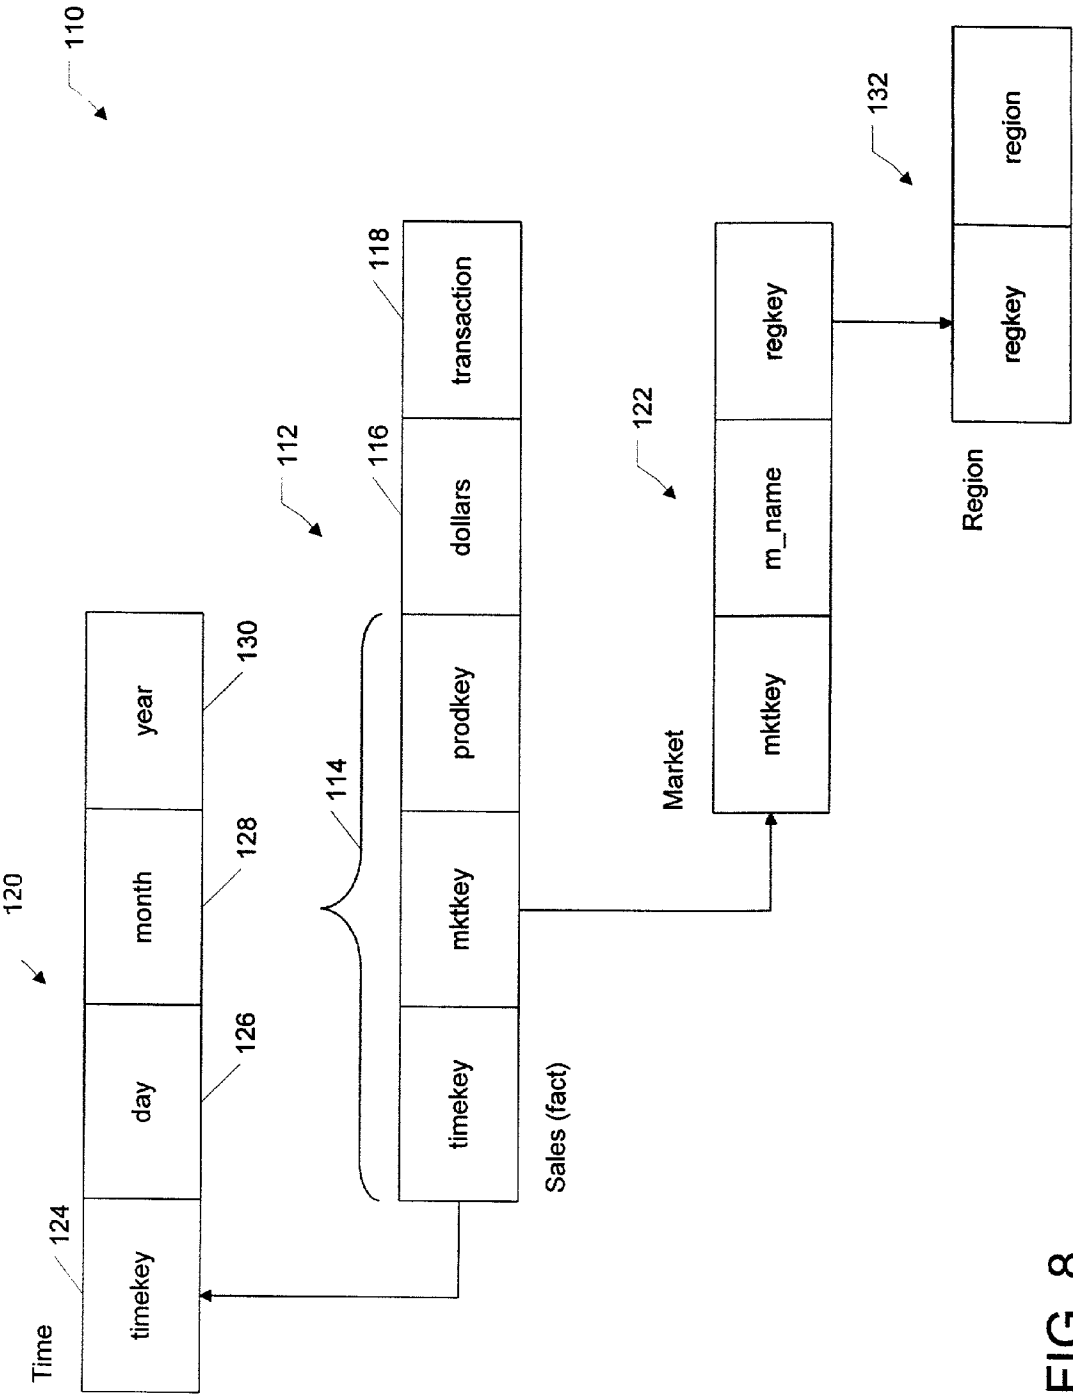 110
120
Time
124
timekey
day
month
year
126
128
130
112
114
116
118
timekey
mktkey
prodkey
dollars
transaction
Sales (fact)
122
Market
mktkey
m_name
regkey
132
Region
regkey
region
FIG. 8